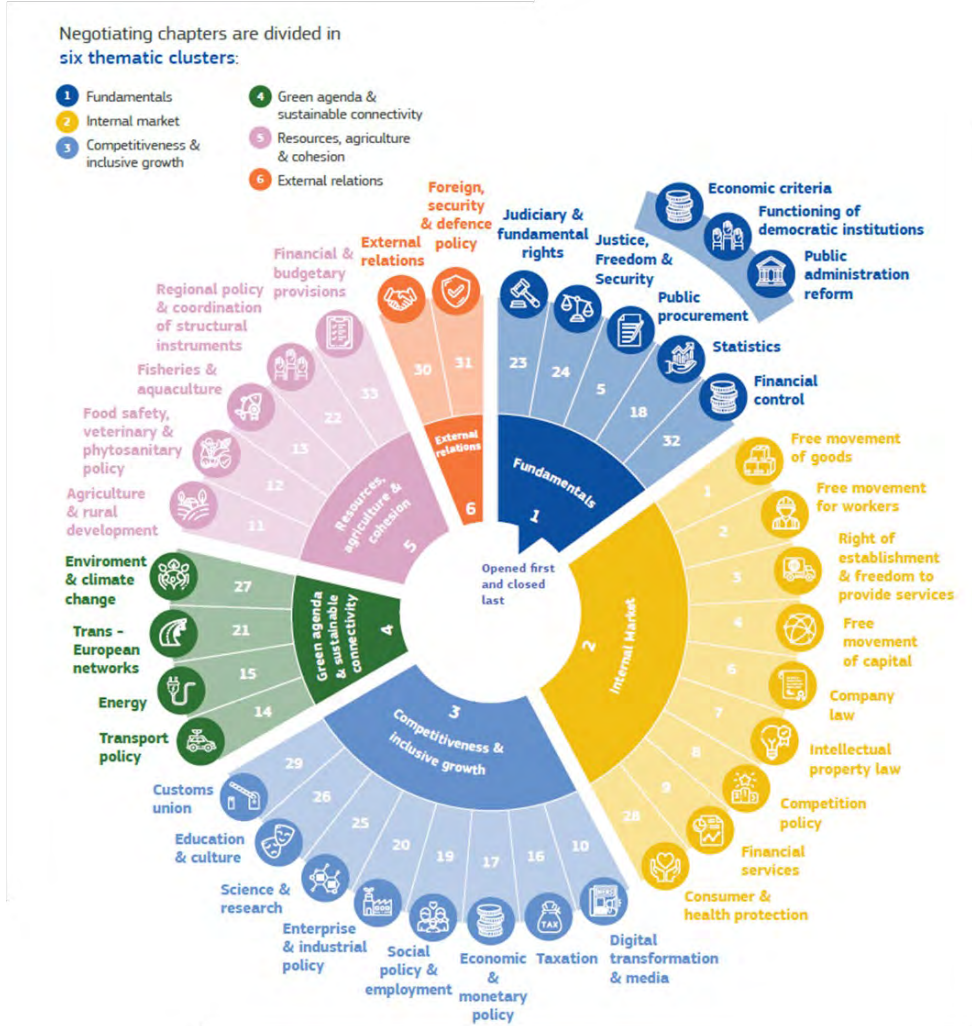 Negotiating chapters are divided in
six thematic clusters:
1 Fundamentals
2 Internal market
3 Competitiveness &
inclusive growth
4 Green agenda &
sustainable connectivity
5 Resources, agriculture
& cohesion
6 External relations
Economic criteria
Functioning of
democratic institutions
Public
administration
reform
Judiciary &
fundamental
rights
Justice,
Freedom &
Security
Public
procurement
Statistics
Financial
control
23
24
5
18
32
Fundamentals
1
Opened first
and closed
last
Free movement
of goods
Free movement
for workers
Right of
establishment
& freedom to
provide services
Free
movement
of capital
Company
law
Intellectual
property law
Competition
policy
Financial
services
Consumer &
health protection
1
2
3
4
6
7
8
9
28
Internal Market
2
Digital
transformation
& media
Taxation
TAX
Economic
&
monetary
policy
Social
policy &
employment
Enterprise
& industrial
policy
Science &
research
Education
& culture
Customs
union
10
16
17
19
20
25
26
29
3
Competitiveness &
inclusive growth
Transport
policy
Energy
Trans -
European
networks
Enviroment
& climate
change
14
15
21
27
Green agenda
& sustainable
connectivity
4
Agriculture
& rural
development
Food safety,
veterinary &
phytosanitary
policy
Fisheries &
aquaculture
Regional policy
& coordination
of structural
instruments
Financial &
budgetary
provisions
11
12
13
22
33
Resources,
agriculture &
cohesion
5
External
relations
Foreign,
security
& defence
policy
30
31
External
relations
6